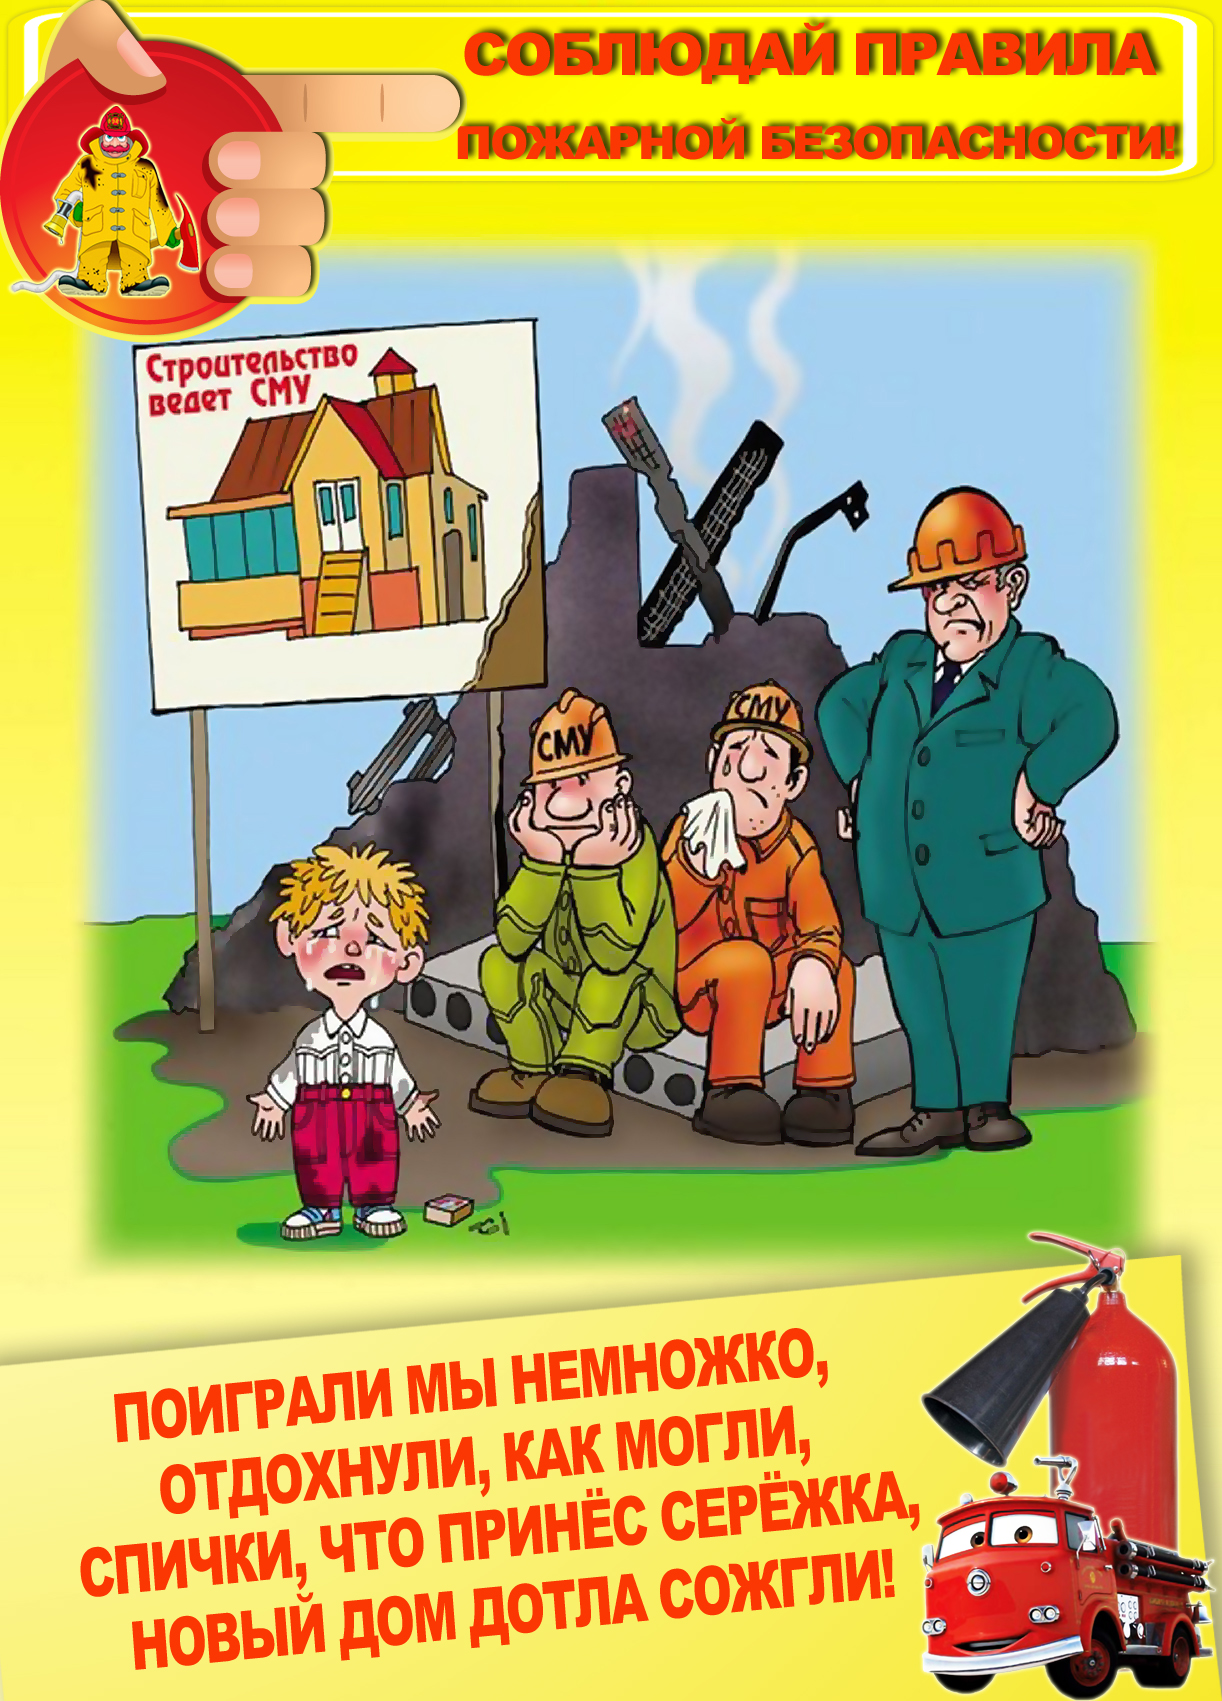 СОБЛЮДАЙ ПРАВИЛА
ПОЖАРНОЙ БЕЗОПАСНОСТИ!
Строительство
ведет СМУ
СМУ
СМУ
ПОИГРАЛИ МЫ НЕМНОЖКО,
ОТДОХНУЛИ, КАК МОГЛИ,
СПИЧКИ, ЧТО ПРИНЁС СЕРЁЖКА,
НОВЫЙ ДОМ ДОТЛА СОЖГЛИ!